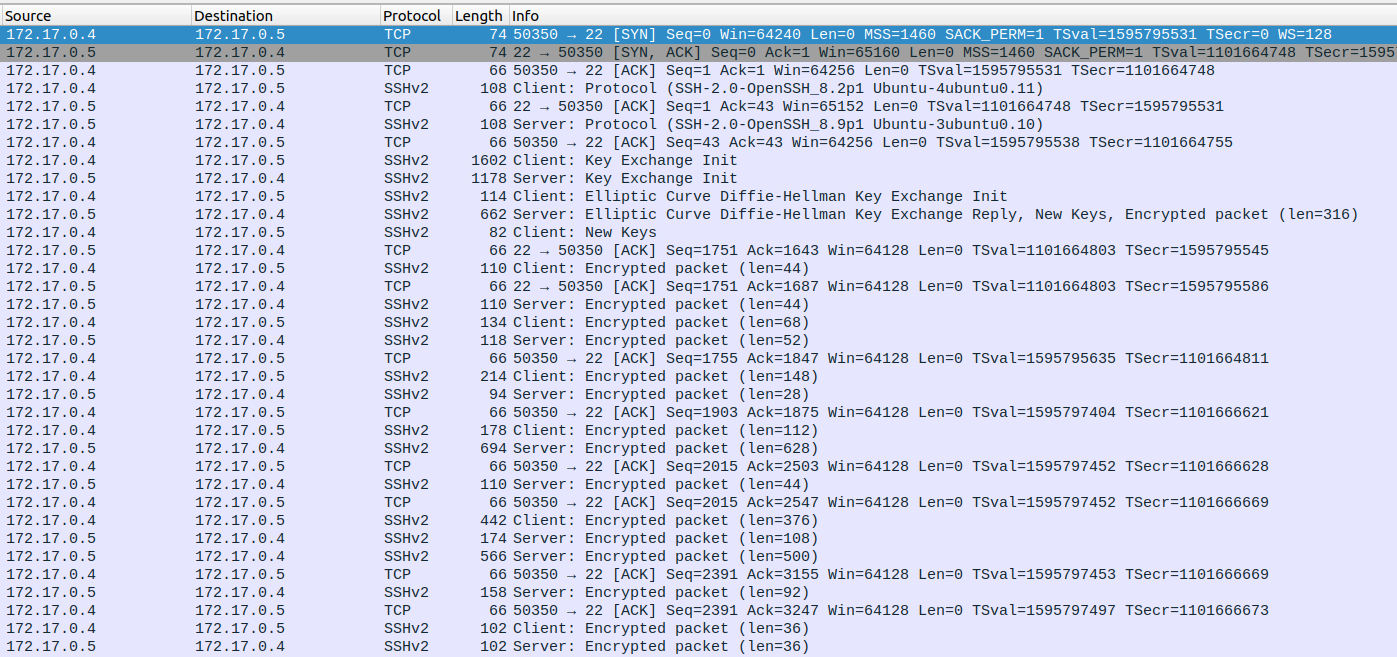 Source Destination Protocol Length Info
172.17.0.4 172.17.0.5 TCP 74 50350 → 22 [SYN] Seq=0 Win=64240 Len=0 MSS=1460 SACK_PERM=1 TSval=1595795531 TSecr=0 WS=128
172.17.0.5 172.17.0.4 TCP 74 22 → 50350 [SYN, ACK] Seq=0 Ack=1 Win=65160 Len=0 MSS=1460 SACK_PERM=1 TSval=1101664748 TSecr=1595
172.17.0.4 172.17.0.5 TCP 66 50350 → 22 [ACK] Seq=1 Ack=1 Win=64256 Len=0 TSval=1595795531 TSecr=1101664748
172.17.0.4 172.17.0.5 SSHv2 108 Client: Protocol (SSH-2.0-OpenSSH_8.2p1 Ubuntu-4ubuntu0.11)
172.17.0.5 172.17.0.4 TCP 66 22 → 50350 [ACK] Seq=1 Ack=43 Win=65152 Len=0 TSval=1101664748 TSecr=1595795531
172.17.0.5 172.17.0.4 SSHv2 108 Server: Protocol (SSH-2.0-OpenSSH_8.9p1 Ubuntu-3ubuntu0.10)
172.17.0.4 172.17.0.5 TCP 66 50350 → 22 [ACK] Seq=43 Ack=43 Win=64256 Len=0 TSval=1595795538 TSecr=1101664755
172.17.0.4 172.17.0.5 SSHv2 1602 Client: Key Exchange Init
172.17.0.5 172.17.0.4 SSHv2 1178 Server: Key Exchange Init
172.17.0.4 172.17.0.5 SSHv2 114 Client: Elliptic Curve Diffie-Hellman Key Exchange Init
172.17.0.5 172.17.0.4 SSHv2 662 Server: Elliptic Curve Diffie-Hellman Key Exchange Reply, New Keys, Encrypted packet (len=316)
172.17.0.4 172.17.0.5 SSHv2 82 Client: New Keys
172.17.0.5 172.17.0.4 TCP 66 22 → 50350 [ACK] Seq=1751 Ack=1643 Win=64128 Len=0 TSval=1101664803 TSecr=1595795545
172.17.0.4 172.17.0.5 SSHv2 110 Client: Encrypted packet (len=44)
172.17.0.5 172.17.0.4 TCP 66 22 → 50350 [ACK] Seq=1751 Ack=1687 Win=64128 Len=0 TSval=1101664803 TSecr=1595795586
172.17.0.5 172.17.0.4 SSHv2 110 Server: Encrypted packet (len=44)
172.17.0.4 172.17.0.5 SSHv2 134 Client: Encrypted packet (len=68)
172.17.0.5 172.17.0.4 SSHv2 118 Server: Encrypted packet (len=52)
172.17.0.4 172.17.0.5 TCP 66 50350 → 22 [ACK] Seq=1755 Ack=1847 Win=64128 Len=0 TSval=1595795635 TSecr=1101664811
172.17.0.4 172.17.0.5 SSHv2 214 Client: Encrypted packet (len=148)
172.17.0.5 172.17.0.4 SSHv2 94 Server: Encrypted packet (len=28)
172.17.0.4 172.17.0.5 TCP 66 50350 → 22 [ACK] Seq=1903 Ack=1875 Win=64128 Len=0 TSval=1595797404 TSecr=1101666621
172.17.0.4 172.17.0.5 SSHv2 178 Client: Encrypted packet (len=112)
172.17.0.5 172.17.0.4 SSHv2 694 Server: Encrypted packet (len=628)
172.17.0.4 172.17.0.5 TCP 66 50350 → 22 [ACK] Seq=2015 Ack=2503 Win=64128 Len=0 TSval=1595797452 TSecr=1101666628
172.17.0.5 172.17.0.4 SSHv2 110 Server: Encrypted packet (len=44)
172.17.0.4 172.17.0.5 TCP 66 50350 → 22 [ACK] Seq=2015 Ack=2547 Win=64128 Len=0 TSval=1595797452 TSecr=1101666669
172.17.0.4 172.17.0.5 SSHv2 442 Client: Encrypted packet (len=376)
172.17.0.5 172.17.0.4 SSHv2 174 Server: Encrypted packet (len=108)
172.17.0.5 172.17.0.4 SSHv2 566 Server: Encrypted packet (len=500)
172.17.0.4 172.17.0.5 TCP 66 50350 → 22 [ACK] Seq=2391 Ack=3155 Win=64128 Len=0 TSval=1595797453 TSecr=1101666669
172.17.0.5 172.17.0.4 SSHv2 158 Server: Encrypted packet (len=92)
172.17.0.4 172.17.0.5 TCP 66 50350 → 22 [ACK] Seq=2391 Ack=3247 Win=64128 Len=0 TSval=1595797497 TSecr=1101666673
172.17.0.4 172.17.0.5 SSHv2 102 Client: Encrypted packet (len=36)
172.17.0.5 172.17.0.4 SSHv2 102 Server: Encrypted packet (len=36)